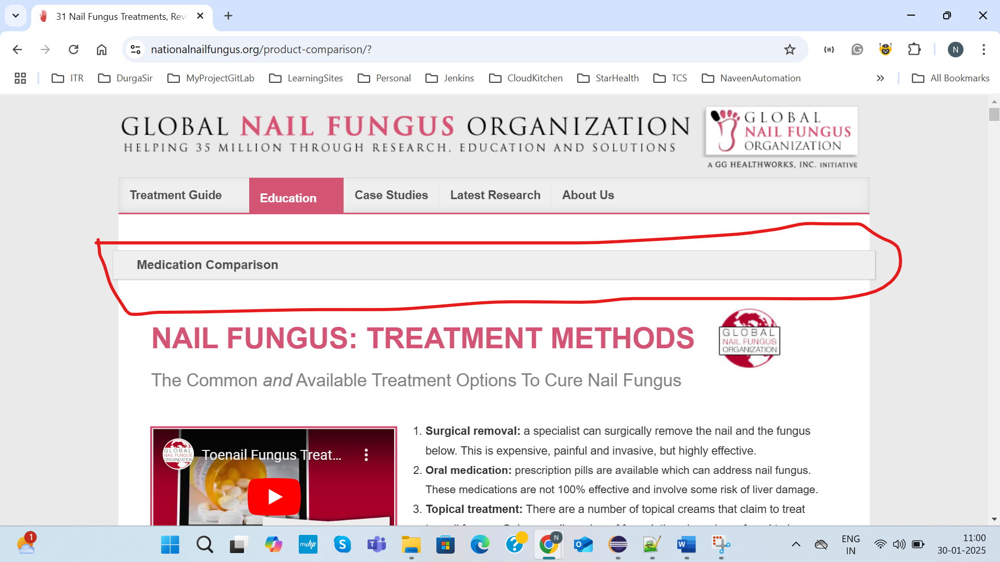 31 Nail Fungus Treatments, Revi
nationalnailfungus.org/product-comparison/?
N
ITR DurgaSir MyProjectGitLab LearningSites Personal Jenkins CloudKitchen StarHealth TCS NaveenAutomation All Bookmarks
GLOBAL NAIL FUNGUS ORGANIZATION
HELPING 35 MILLION THROUGH RESEARCH, EDUCATION AND SOLUTIONS
GLOBAL
NAIL FUNGUS
ORGANIZATION
A GG HEALTHWORKS, INC. INITIATIVE
Treatment Guide Education Case Studies Latest Research About Us
Medication Comparison
NAIL FUNGUS: TREATMENT METHODS
GLOBAL
NAIL FUNGUS
ORGANIZATION
The Common and Available Treatment Options To Cure Nail Fungus
GLOBAL
NAIL FUNGUS
ORGANIZATION
Toenail Fungus Treat...
1. Surgical removal: a specialist can surgically remove the nail and the fungus
below. This is expensive, painful and invasive, but highly effective.
2. Oral medication: prescription pills are available which can address nail fungus.
These medications are not 100% effective and involve some risk of liver damage.
3. Topical treatment: There are a number of topical creams that claim to treat
1
myhp
N
ENG
IN
11:00
30-01-2025